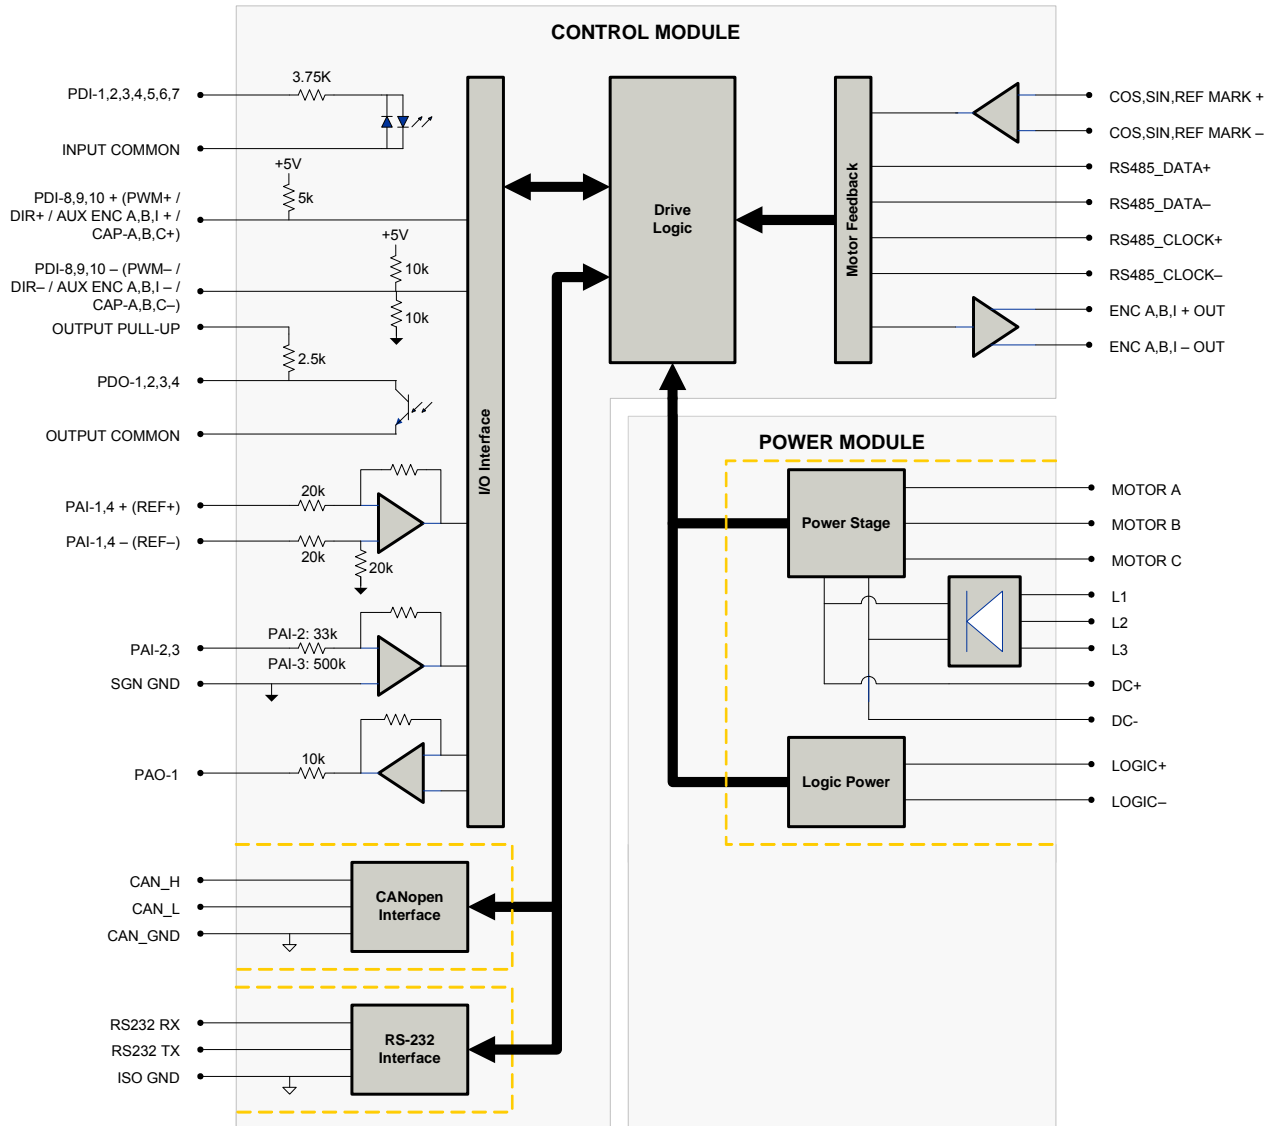 CONTROL MODULE
PDI-1,2,3,4,5,6,7
3.75K
INPUT COMMON
+5V
5k
PDI-8,9,10 + (PWM+ /
DIR+ / AUX ENC A,B,I + /
CAP-A,B,C+)
+5V
10k
10k
PDI-8,9,10 – (PWM– /
DIR– / AUX ENC A,B,I – /
CAP-A,B,C–)
OUTPUT PULL-UP
2.5k
PDO-1,2,3,4
OUTPUT COMMON
PAI-1,4 + (REF+)
20k
PAI-1,4 – (REF–)
20k
20k
PAI-2,3
PAI-2: 33k
PAI-3: 500k
SGN GND
PAO-1
10k
I/O Interface
Drive
Logic
Motor Feedback
COS,SIN,REF MARK +
COS,SIN,REF MARK –
RS485_DATA+
RS485_DATA–
RS485_CLOCK+
RS485_CLOCK–
ENC A,B,I + OUT
ENC A,B,I – OUT
POWER MODULE
Power Stage
MOTOR A
MOTOR B
MOTOR C
L1
L2
L3
DC+
DC-
Logic Power
LOGIC+
LOGIC–
CAN_H
CAN_L
CAN_GND
CANopen
Interface
RS232 RX
RS232 TX
ISO GND
RS-232
Interface